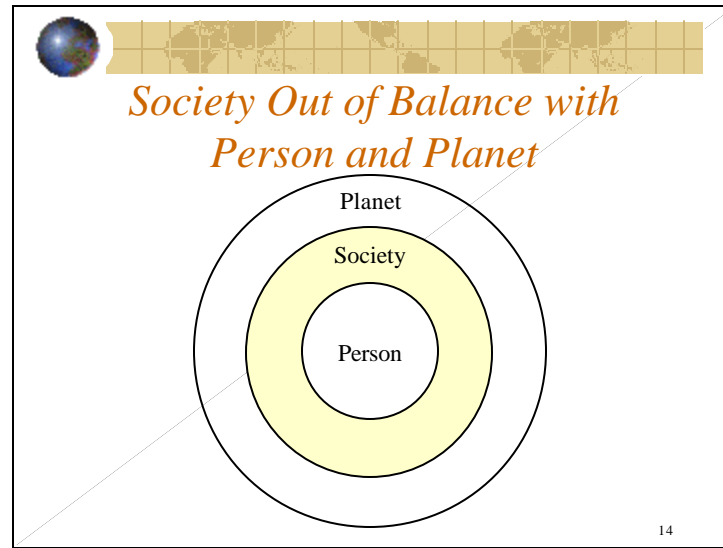 Society Out of Balance with
Person and Planet
Planet
Society
Person
14